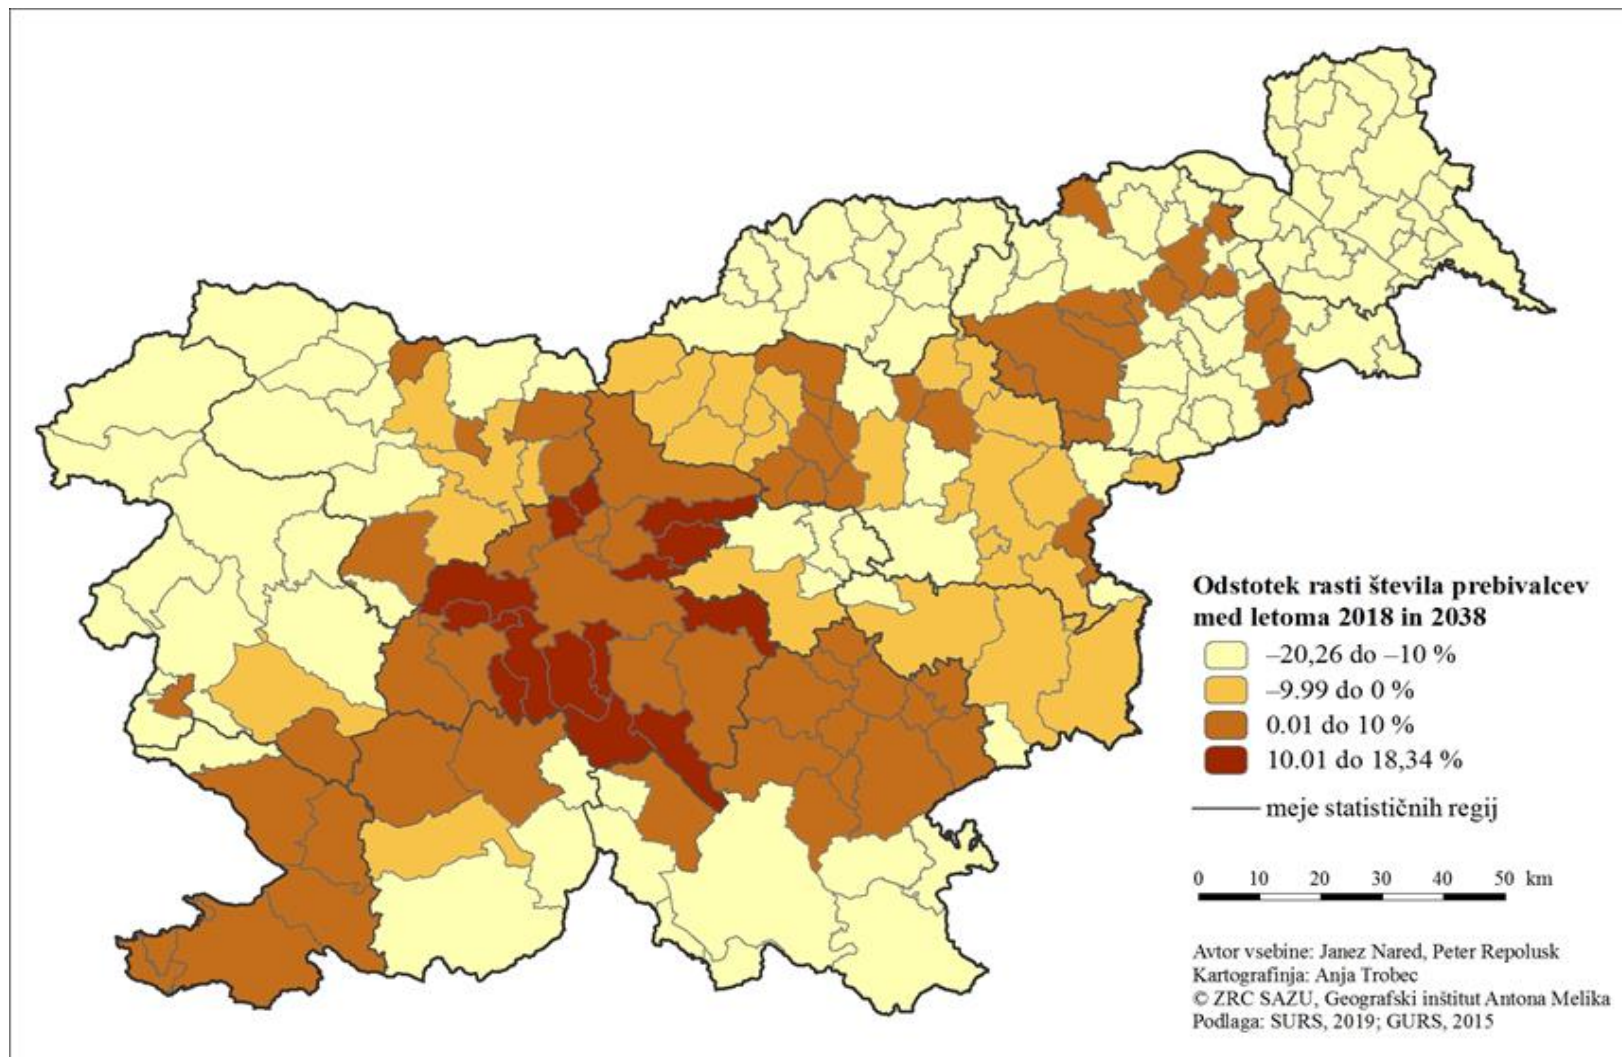 Odstotek rasti števila prebivalcev
med letoma 2018 in 2038
–20,26 do –10 %
–9.99 do 0 %
0.01 do 10 %
10.01 do 18,34 %
meje statističnih regij
0 10 20 30 40 50 km
Avtor vsebine: Janez Nared, Peter Repolusk
Kartografinja: Anja Trobec
© ZRC SAZU, Geografski inštitut Antona Melika
Podlaga: SURS, 2019; GURS, 2015